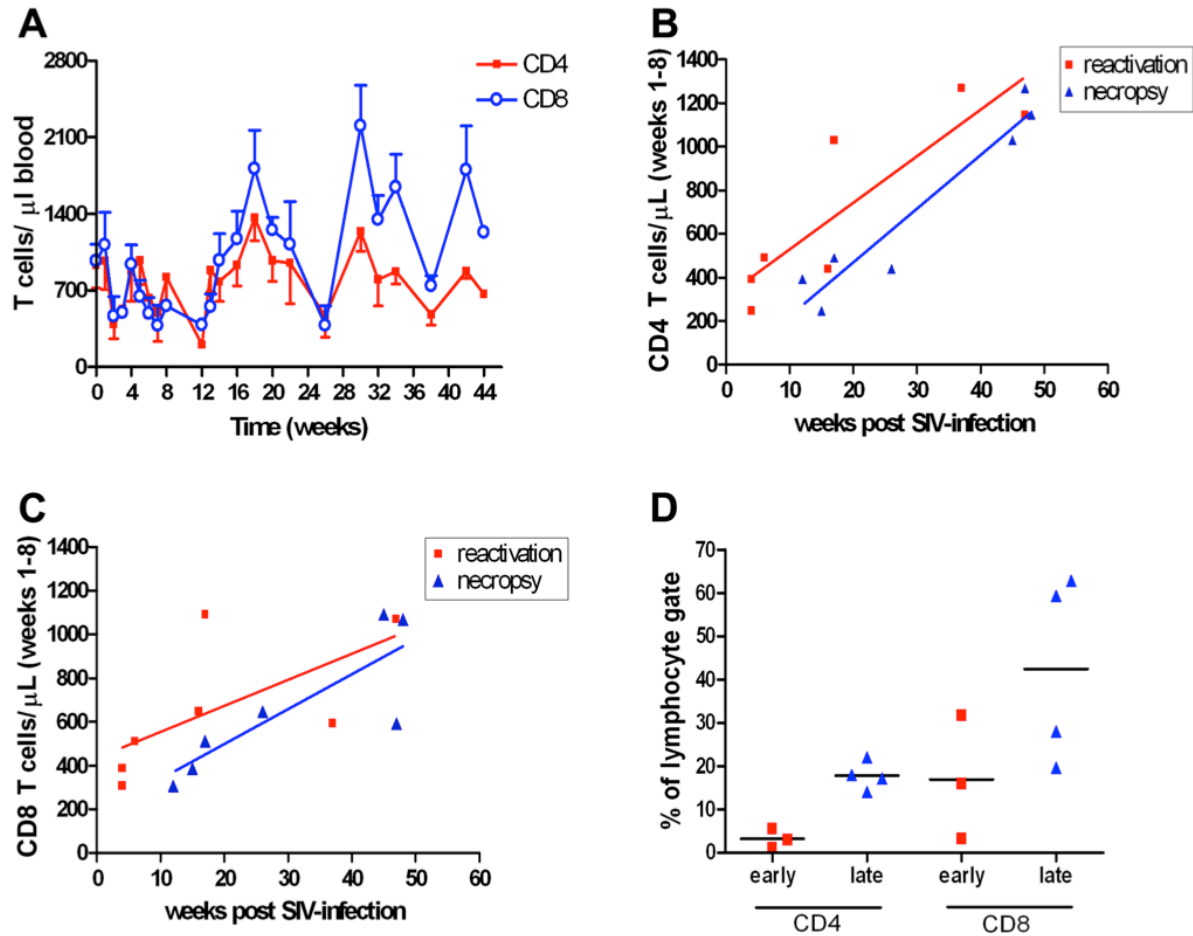 A
2800
2100
1400
700
0
T cells/ μl blood
CD4
CD8
0 4 8 12 16 20 24 28 32 36 40 44
Time (weeks)
B
1400
1200
1000
800
600
400
200
0
CD4 T cells/μL (weeks 1-8)
reactivation
necropsy
0 10 20 30 40 50 60
weeks post SIV-infection
C
1400
1200
1000
800
600
400
200
0
CD8 T cells/μL (weeks 1-8)
reactivation
necropsy
0 10 20 30 40 50 60
weeks post SIV-infection
D
70
60
50
40
30
20
10
0
% of lymphocyte gate
early late early late
CD4 CD8